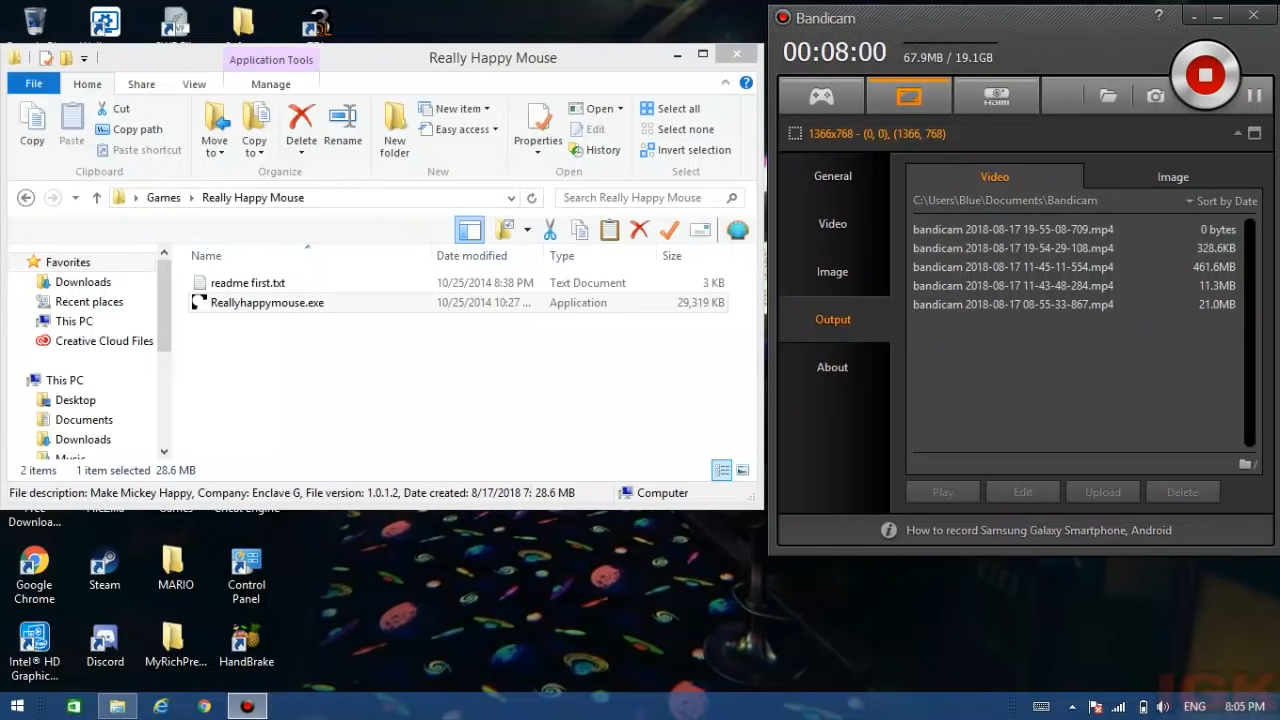 Really Happy Mouse
Application Tools
File
Home
Share
View
Manage
Copy
Paste
Cut
Copy path
Paste shortcut
Clipboard
Move to
Copy to
Delete
Rename
Organize
New folder
New item
Easy access
New
Properties
Open
Edit
History
Open
Select all
Select none
Invert selection
Select
Games
Really Happy Mouse
Search Really Happy Mouse
Name
Date modified
Type
Size
readme first.txt
10/25/2014 8:38 PM
Text Document
3 KB
Reallyhappymouse.exe
10/25/2014 10:27 ...
Application
29,319 KB
Favorites
Downloads
Recent places
This PC
Creative Cloud Files
This PC
Desktop
Documents
Downloads
Music
2 items
1 item selected 28.6 MB
File description: Make Mickey Happy, Company: Enclave G, File version: 1.0.1.2, Date created: 8/17/2018 7: 28.6 MB
Computer
Downloa...
Google Chrome
Steam
MARIO
Control Panel
Intel® HD Graphic...
Discord
MyRichPre...
HandBrake
Bandicam
00:08:00
67.9MB / 19.1GB
HDMI
1366x768 - (0, 0), (1366, 768)
General
Video
Image
Output
About
Video
Image
C:\Users\Blue\Documents\Bandicam
Sort by Date
bandicam 2018-08-17 19-55-08-709.mp4
0 bytes
bandicam 2018-08-17 19-54-29-108.mp4
328.6KB
bandicam 2018-08-17 11-45-11-554.mp4
461.6MB
bandicam 2018-08-17 11-43-48-284.mp4
11.3MB
bandicam 2018-08-17 08-55-33-867.mp4
21.0MB
Play
Edit
Upload
Delete
How to record Samsung Galaxy Smartphone, Android
ENG
8:05 PM